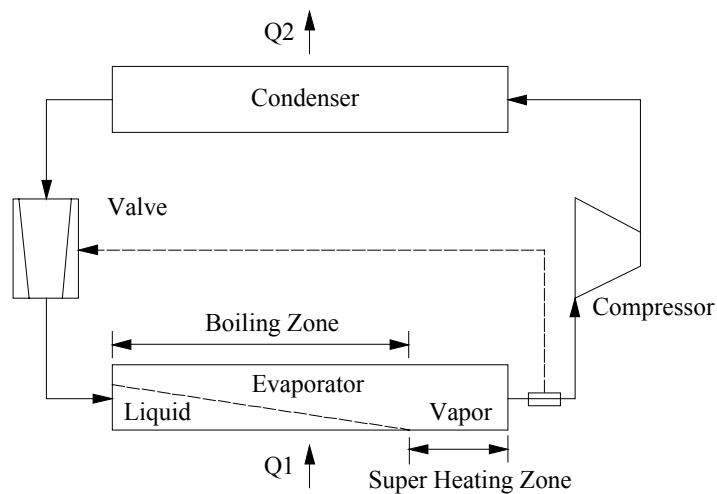 Q2
Condenser
Valve
Compressor
Boiling Zone
Evaporator
Liquid
Vapor
Q1
Super Heating Zone